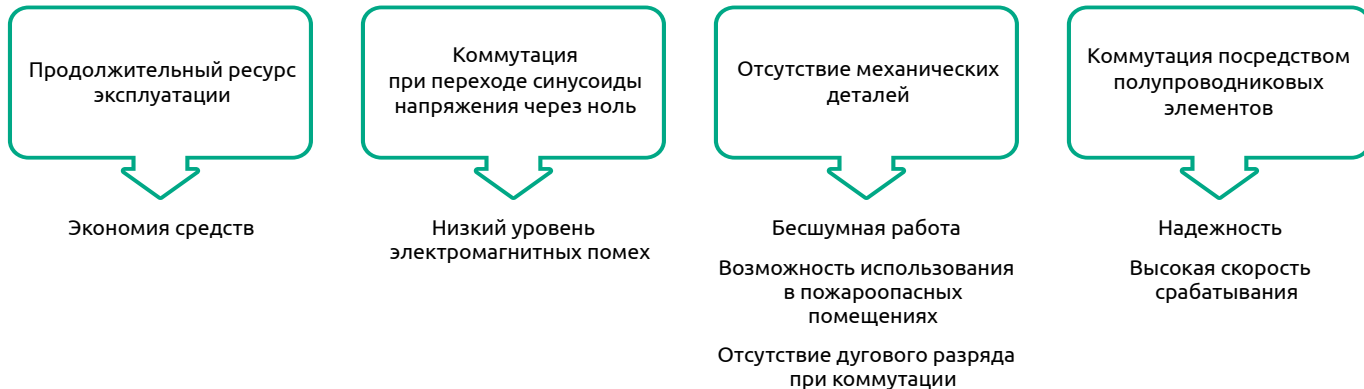 Продолжительный ресурс
эксплуатации
Экономия средств
Коммутация
при переходе синусоиды
напряжения через ноль
Низкий уровень
электромагнитных помех
Отсутствие механических
деталей
Бесшумная работа
Возможность использования
в пожароопасных
помещениях
Отсутствие дугового разряда
при коммутации
Коммутация посредством
полупроводниковых
элементов
Надежность
Высокая скорость
срабатывания